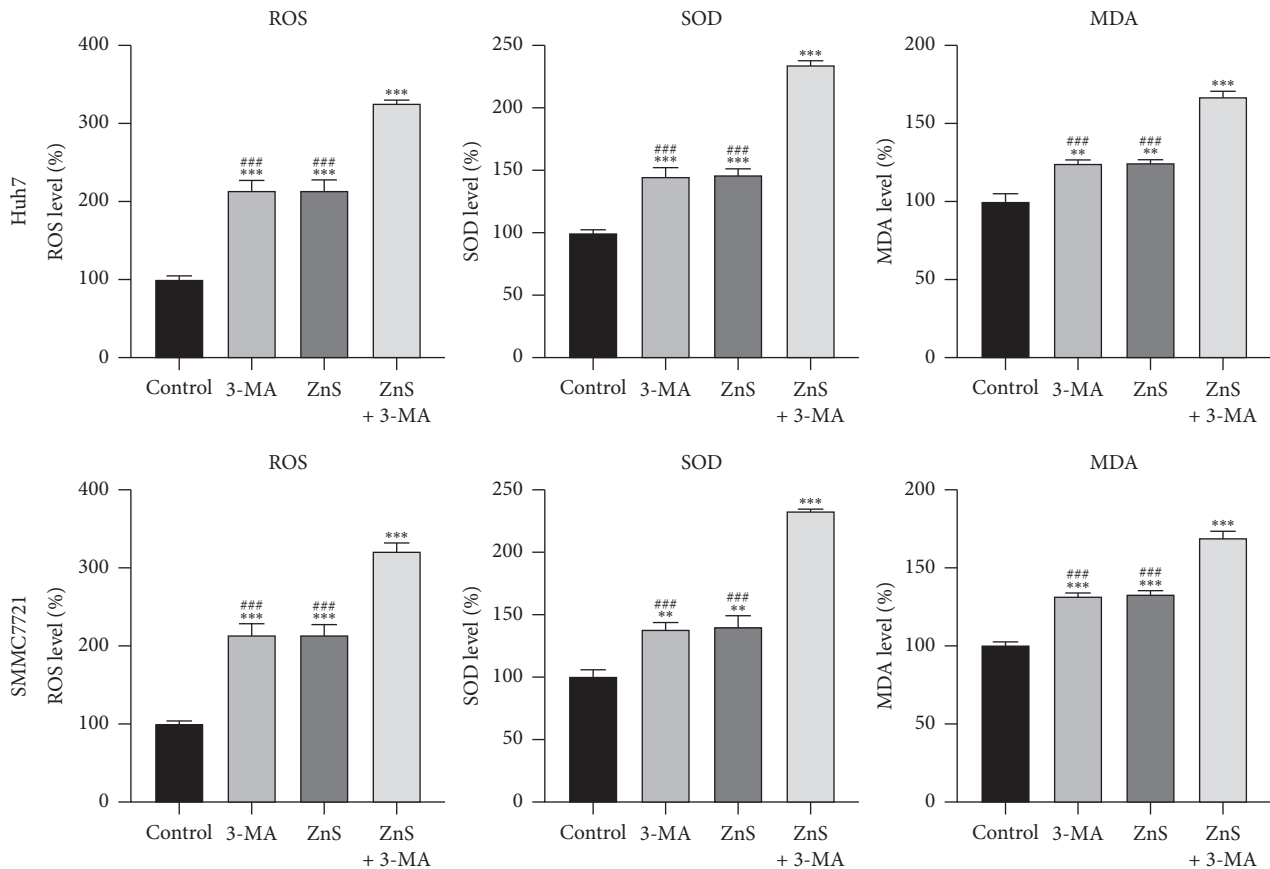 ROS
SOD
MDA
Huh7
ROS level (%)
400
300
200
100
0
***
###
***
###
***
Control 3-MA ZnS ZnS
+ 3-MA
SOD level (%)
250
200
150
100
50
0
***
###
***
###
***
Control 3-MA ZnS ZnS
+ 3-MA
MDA level (%)
200
150
100
50
0
***
###
**
###
**
Control 3-MA ZnS ZnS
+ 3-MA
ROS
SOD
MDA
SMMC7721
ROS level (%)
400
300
200
100
0
***
###
***
###
***
Control 3-MA ZnS ZnS
+ 3-MA
SOD level (%)
250
200
150
100
50
0
***
###
**
###
**
Control 3-MA ZnS ZnS
+ 3-MA
MDA level (%)
200
150
100
50
0
***
###
***
###
***
Control 3-MA ZnS ZnS
+ 3-MA